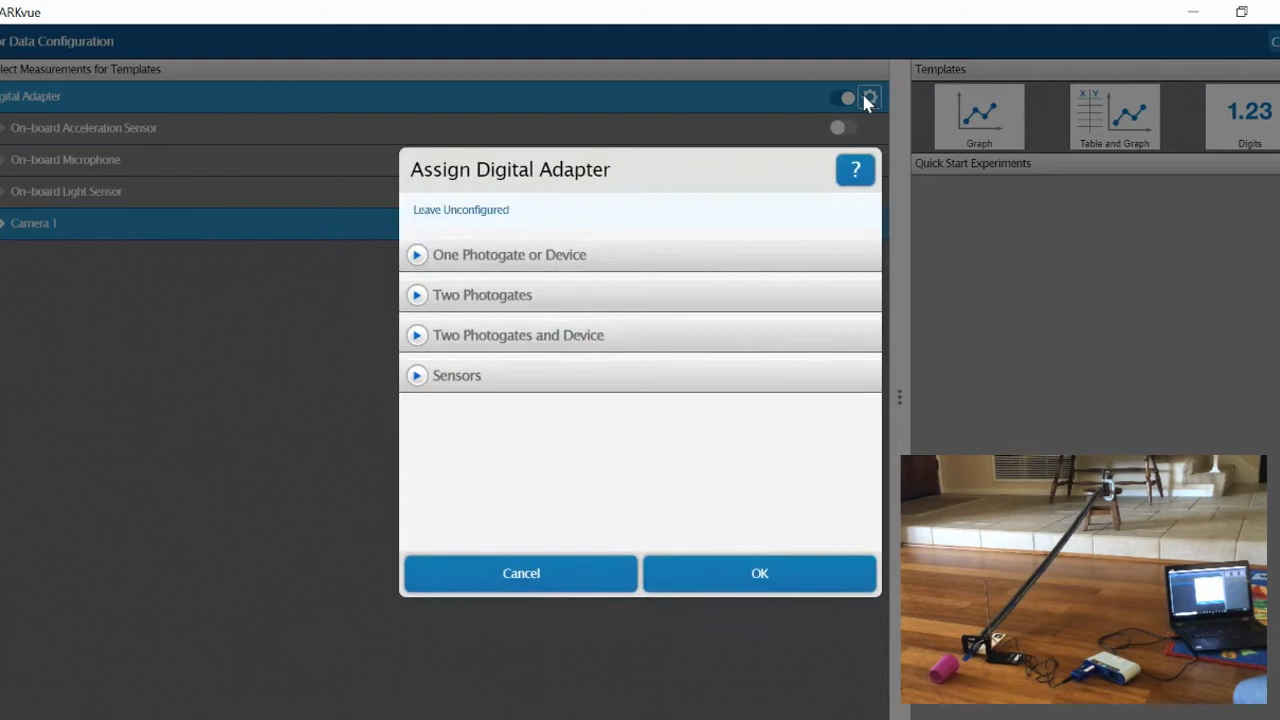 ARKvue
r Data Configuration
lect Measurements for Templates
gital Adapter
On-board Acceleration Sensor
On-board Microphone
On-board Light Sensor
Camera 1
Assign Digital Adapter
?
Leave Unconfigured
One Photogate or Device
Two Photogates
Two Photogates and Device
Sensors
Cancel
OK
Templates
X Y
1.23
Graph
Table and Graph
Digits
Quick Start Experiments